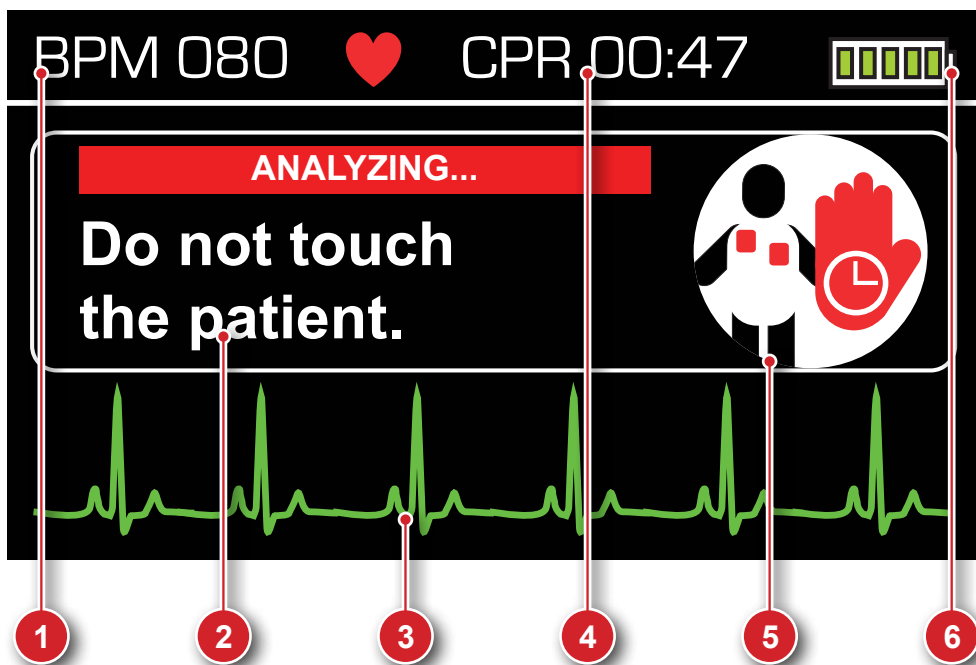 BPM 080 CPR 00:47
ANALYZING...
Do not touch
the patient.
1 2 3 4 5 6